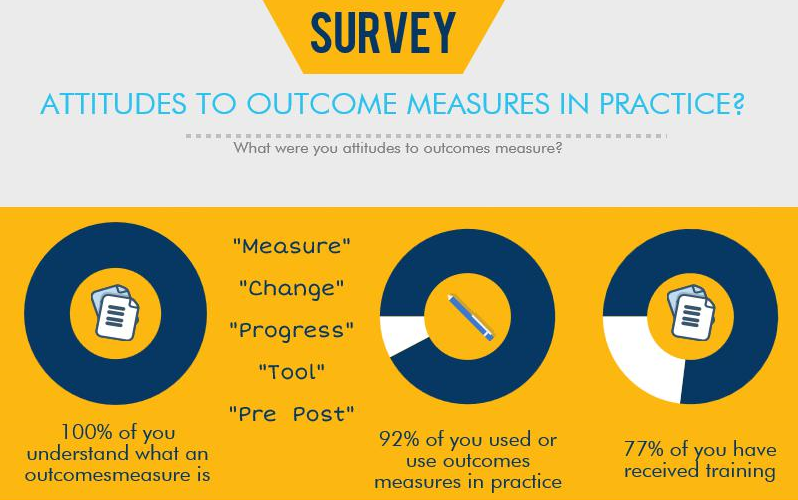 SURVEY
ATTITUDES TO OUTCOME MEASURES IN PRACTICE?
What were you attitudes to outcomes measure?
100% of you
understand what an
outcomesmeasure is
"Measure"
"Change"
"Progress"
"Tool"
"Pre Post"
92% of you used or
use outcomes
measures in practice
77% of you have
received training